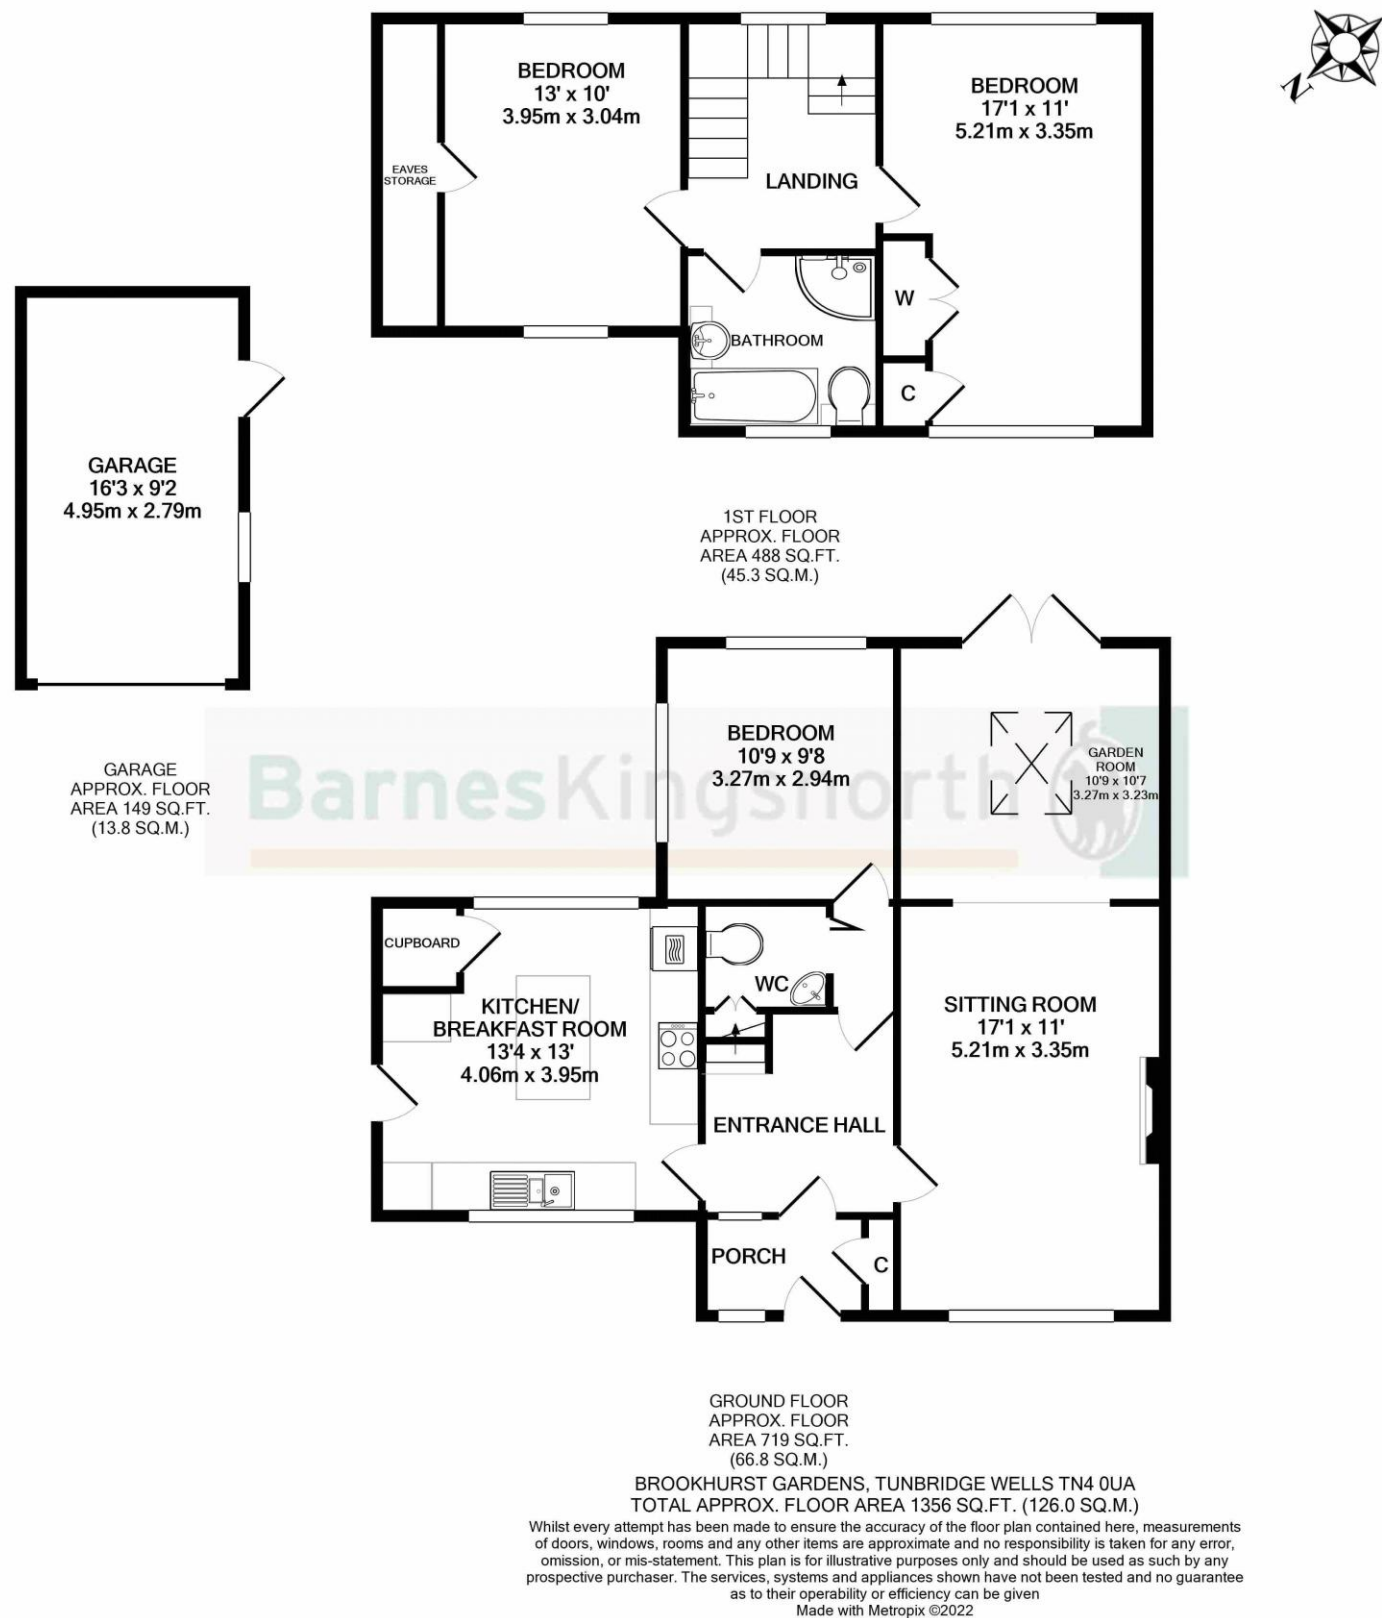 N
BEDROOM
13' x 10'
3.95m x 3.04m
BEDROOM
17'1 x 11'
5.21m x 3.35m
EAVES
STORAGE
LANDING
W
BATHROOM
C
GARAGE
16'3 x 9'2
4.95m x 2.79m
1ST FLOOR
APPROX. FLOOR
AREA 488 SQ.FT.
(45.3 SQ.M.)
GARAGE
APPROX. FLOOR
AREA 149 SQ.FT.
(13.8 SQ.M.)
BarnesKingsnorth
BEDROOM
10'9 x 9'8
3.27m x 2.94m
GARDEN
ROOM
10'9 x 10'7
3.27m x 3.23m
CUPBOARD
WC
KITCHEN/
BREAKFAST ROOM
13'4 x 13'
4.06m x 3.95m
SITTING ROOM
17'1 x 11'
5.21m x 3.35m
ENTRANCE HALL
PORCH
C
GROUND FLOOR
APPROX. FLOOR
AREA 719 SQ.FT.
(66.8 SQ.M.)
BROOKHURST GARDENS, TUNBRIDGE WELLS TN4 0UA
TOTAL APPROX. FLOOR AREA 1356 SQ.FT. (126.0 SQ.M.)
Whilst every attempt has been made to ensure the accuracy of the floor plan contained here, measurements
of doors, windows, rooms and any other items are approximate and no responsibility is taken for any error,
omission, or mis-statement. This plan is for illustrative purposes only and should be used as such by any
prospective purchaser. The services, systems and appliances shown have not been tested and no guarantee
as to their operability or efficiency can be given
Made with Metropix ©2022